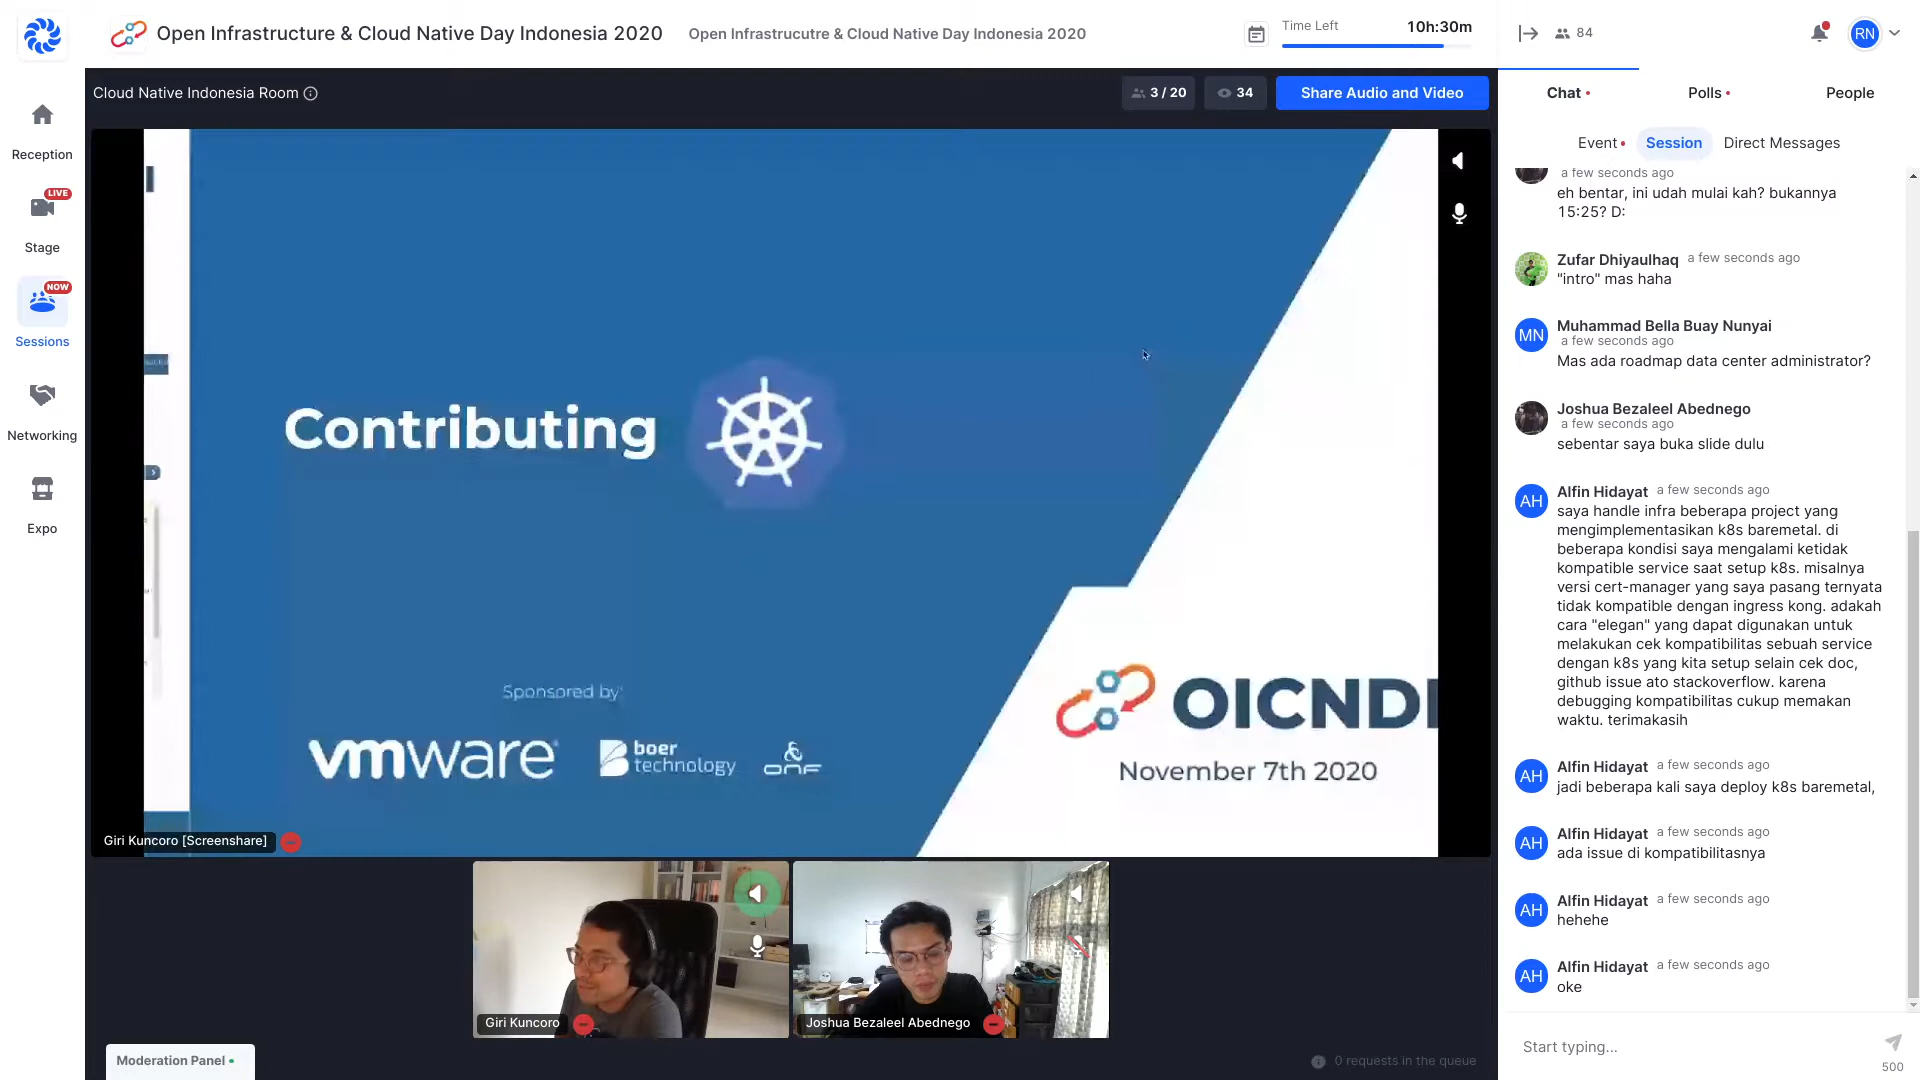 Open Infrastructure & Cloud Native Day Indonesia 2020
Open Infrastrucutre & Cloud Native Day Indonesia 2020
Time Left
10h:30m
84
RN
Reception
LIVE
Stage
NOW
Sessions
Networking
Expo
Cloud Native Indonesia Room
3 / 20
34
Share Audio and Video
Contributing
Sponsored by:
vmware
boer
technology
ONF
OICND
November 7th 2020
Giri Kuncoro [Screenshare]
Giri Kuncoro
Joshua Bezaleel Abednego
Moderation Panel
0 requests in the queue
Chat
Polls
People
Event
Session
Direct Messages
a few seconds ago
eh bentar, ini udah mulai kah? bukannya
15:25? D:
Zufar Dhiyaulhaq a few seconds ago
"intro" mas haha
MN
Muhammad Bella Buay Nunyai
a few seconds ago
Mas ada roadmap data center administrator?
Joshua Bezaleel Abednego
a few seconds ago
sebentar saya buka slide dulu
AH
Alfin Hidayat a few seconds ago
saya handle infra beberapa project yang
mengimplementasikan k8s baremetal. di
beberapa kondisi saya mengalami ketidak
kompatible service saat setup k8s. misalnya
versi cert-manager yang saya pasang ternyata
tidak kompatible dengan ingress kong. adakah
cara "elegan" yang dapat digunakan untuk
melakukan cek kompatibilitas sebuah service
dengan k8s yang kita setup selain cek doc,
github issue ato stackoverflow. karena
debugging kompatibilitas cukup memakan
waktu. terimakasih
AH
Alfin Hidayat a few seconds ago
jadi beberapa kali saya deploy k8s baremetal,
AH
Alfin Hidayat a few seconds ago
ada issue di kompatibilitasnya
AH
Alfin Hidayat a few seconds ago
hehehe
AH
Alfin Hidayat a few seconds ago
oke
Start typing...
500